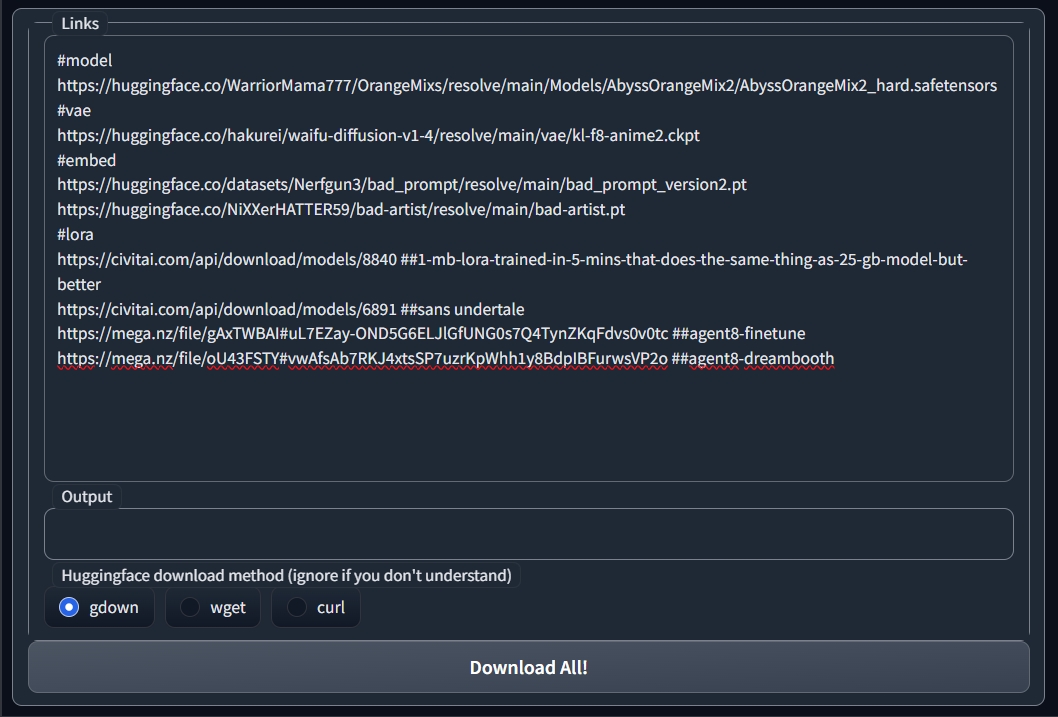 Links
#model
https://huggingface.co/WarriorMama777/OrangeMixs/resolve/main/Models/AbyssOrangeMix2/AbyssOrangeMix2_hard.safetensors
#vae
https://huggingface.co/hakurei/waifu-diffusion-v1-4/resolve/main/vae/kl-f8-anime2.ckpt
#embed
https://huggingface.co/datasets/Nerfgun3/bad_prompt/resolve/main/bad_prompt_version2.pt
https://huggingface.co/NiXXerHATTER59/bad-artist/resolve/main/bad-artist.pt
#lora
https://civitai.com/api/download/models/8840 ##1-mb-lora-trained-in-5-mins-that-does-the-same-thing-as-25-gb-model-but-
better
https://civitai.com/api/download/models/6891 ##sans undertale
https://mega.nz/file/gAxTWBAI#uL7EZay-OND5G6ELJlGfUNG0s7Q4TynZKqFdvs0v0tc ##agent8-finetune
https://mega.nz/file/oU43FSTY#vwAfsAb7RKJ4xtsSP7uzrKpWhh1y8BdpIBFurwsVP2o ##agent8-dreambooth
Output
Huggingface download method (ignore if you don't understand)
gdown wget curl
Download All!